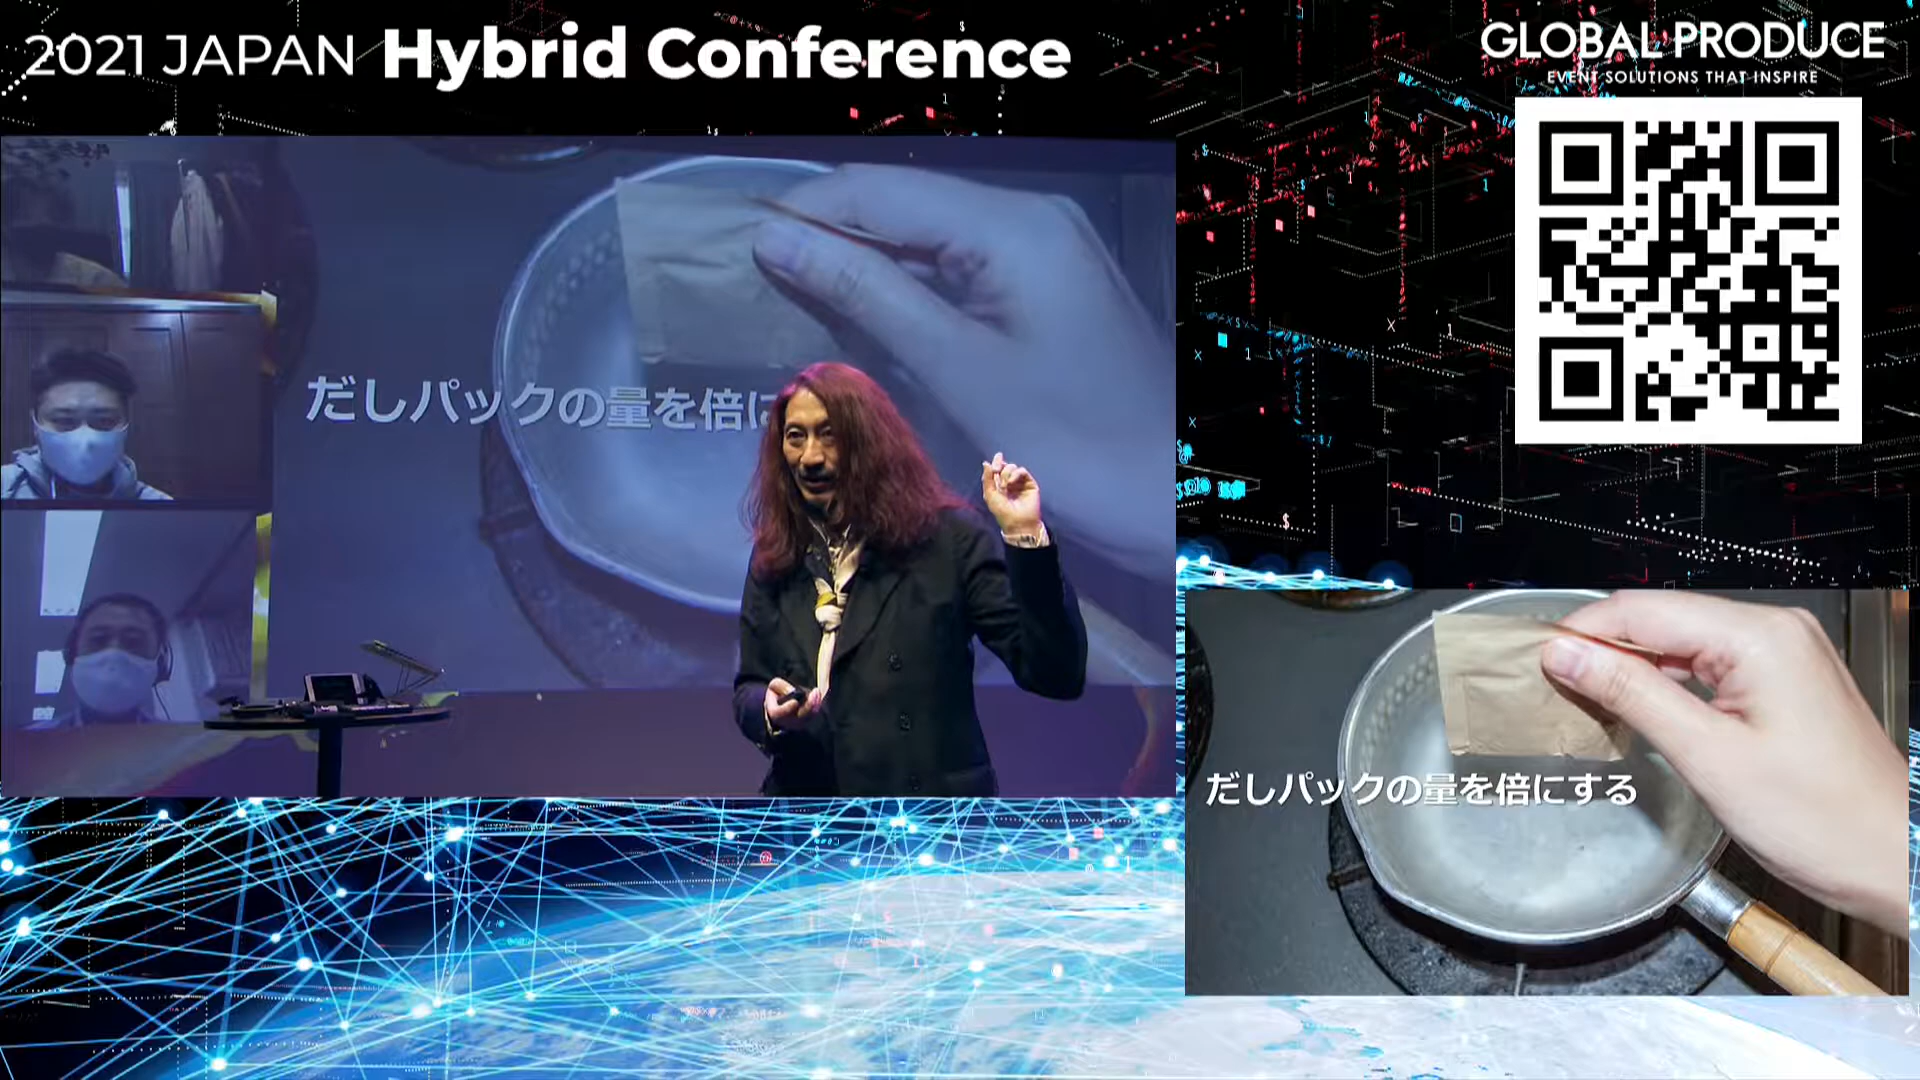 2021 JAPAN Hybrid Conference
GLOBAL PRODUCE
EVENT SOLUTIONS THAT INSPIRE
だしパックの量を倍に
だしパックの量を倍にする